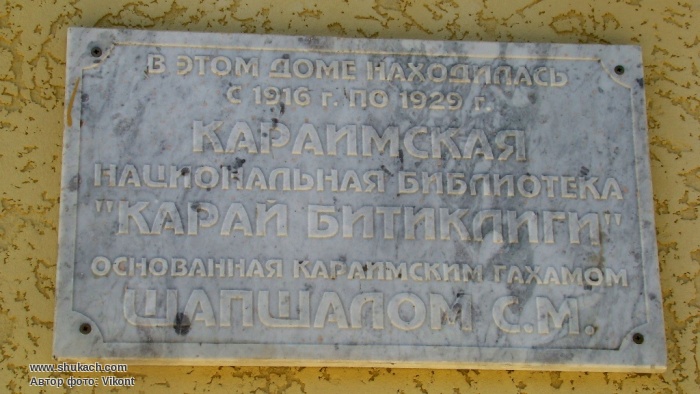 В ЭТОМ ДОМЕ НАХОДИЛАСЬ
С 1916 г. ПО 1929 г.
КАРАИМСКАЯ
НАЦИОНАЛЬНАЯ БИБЛИОТЕКА
"КАРАЙ БИТИКЛИГИ"
ОСНОВАННАЯ КАРАИМСКИМ ГАХАМОМ
ШАПШАЛОМ С.М.
www.shukach.com
Автор фото: Vikont